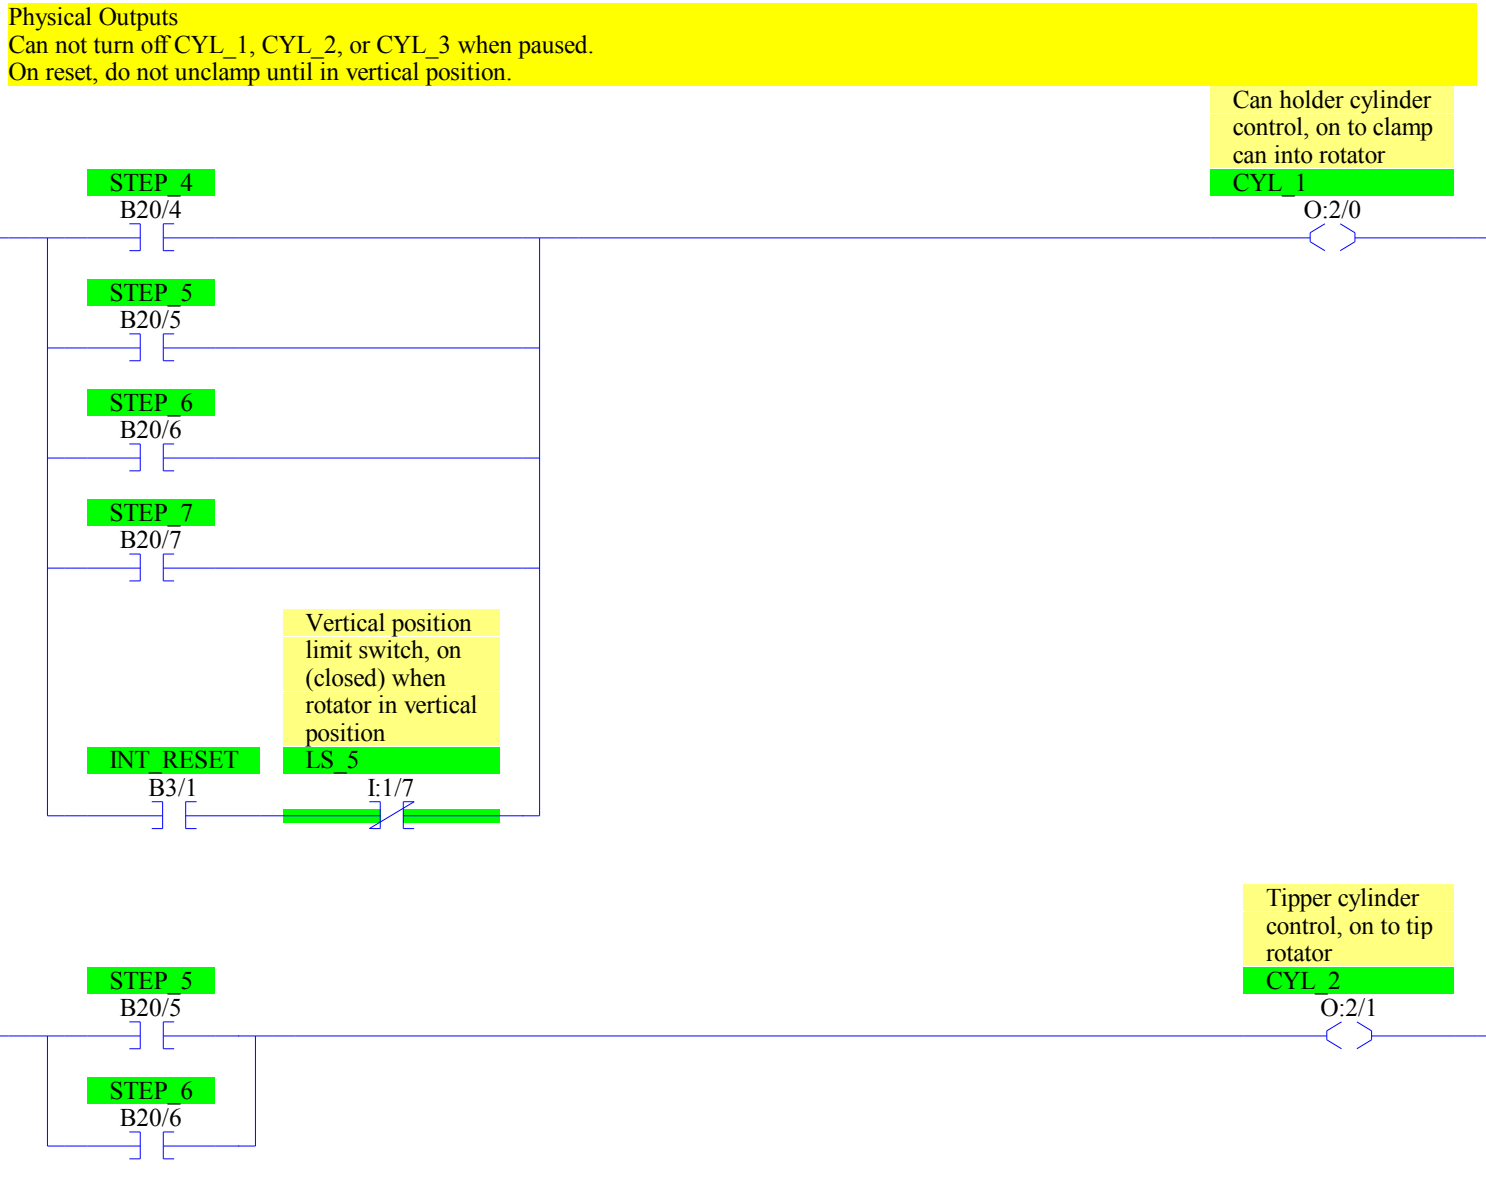 Physical Outputs
Can not turn off CYL_1, CYL_2, or CYL_3 when paused.
On reset, do not unclamp until in vertical position.
Can holder cylinder
control, on to clamp
can into rotator
CYL_1
O:2/0
STEP_4
B20/4
STEP_5
B20/5
STEP_6
B20/6
STEP_7
B20/7
Vertical position
limit switch, on
(closed) when
rotator in vertical
position
INT_RESET
LS_5
B3/1
I:1/7
Tipper cylinder
control, on to tip
rotator
CYL_2
O:2/1
STEP_5
B20/5
STEP_6
B20/6